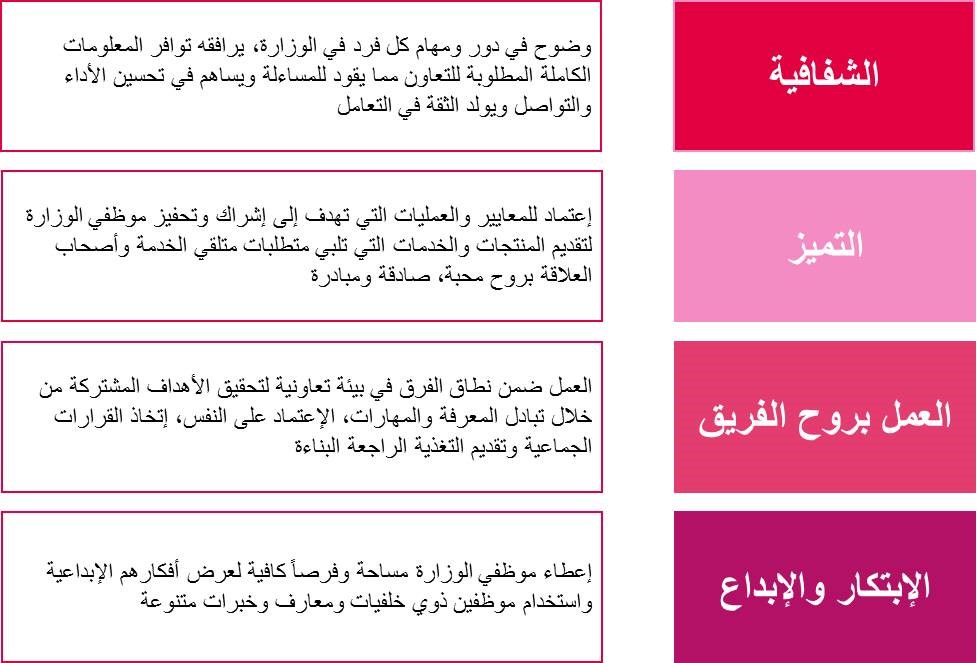 الشفافية
وضوح في دور ومهام كل فرد في الوزارة، يرافقه توافر المعلومات
الكاملة المطلوبة للتعاون مما يقود للمساءلة ويساهم في تحسين الأداء
والتواصل ويولد الثقة في التعامل
التميز
إعتماد للمعايير والعمليات التي تهدف إلى إشراك وتحفيز موظفي الوزارة
لتقديم المنتجات والخدمات التي تلبي متطلبات متلقي الخدمة وأصحاب
العلاقة بروح محبة، صادقة ومبادرة
العمل بروح الفريق
العمل ضمن نطاق الفرق في بيئة تعاونية لتحقيق الأهداف المشتركة من
خلال تبادل المعرفة والمهارات، الإعتماد على النفس، إتخاذ القرارات
الجماعية وتقديم التغذية الراجعة البناءة
الإبتكار والإبداع
إعطاء موظفي الوزارة مساحة وفرصاً كافية لعرض أفكارهم الإبداعية
واستخدام موظفين ذوي خلفيات ومعارف وخبرات متنوعة